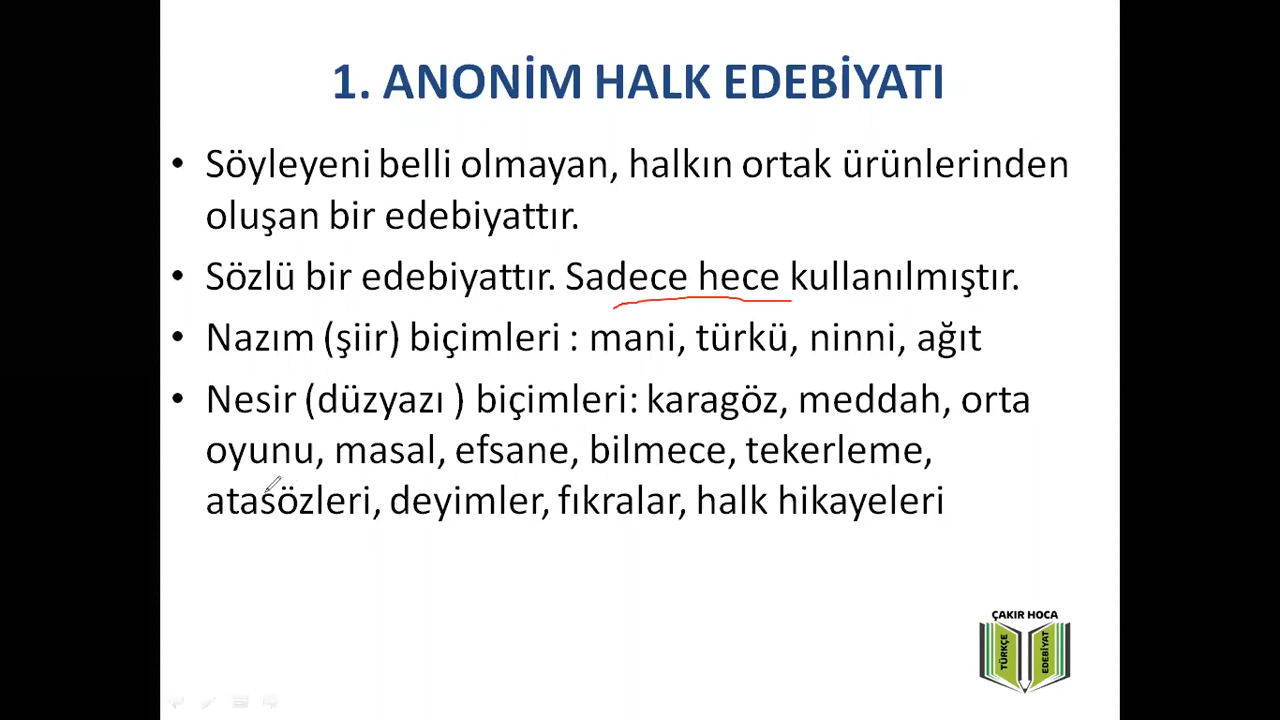 1. ANONİM HALK EDEBİYATI
• Söyleyeni belli olmayan, halkın ortak ürünlerinden
oluşan bir edebiyattır.
• Sözlü bir edebiyattır. Sadece hece kullanılmıştır.
• Nazım (şiir) biçimleri : mani, türkü, ninni, ağıt
• Nesir (düzyazı ) biçimleri: karagöz, meddah, orta
oyunu, masal, efsane, bilmece, tekerleme,
atasözleri, deyimler, fıkralar, halk hikayeleri
ÇAKIR HOCA
TÜRKÇE
EDEBİYAT